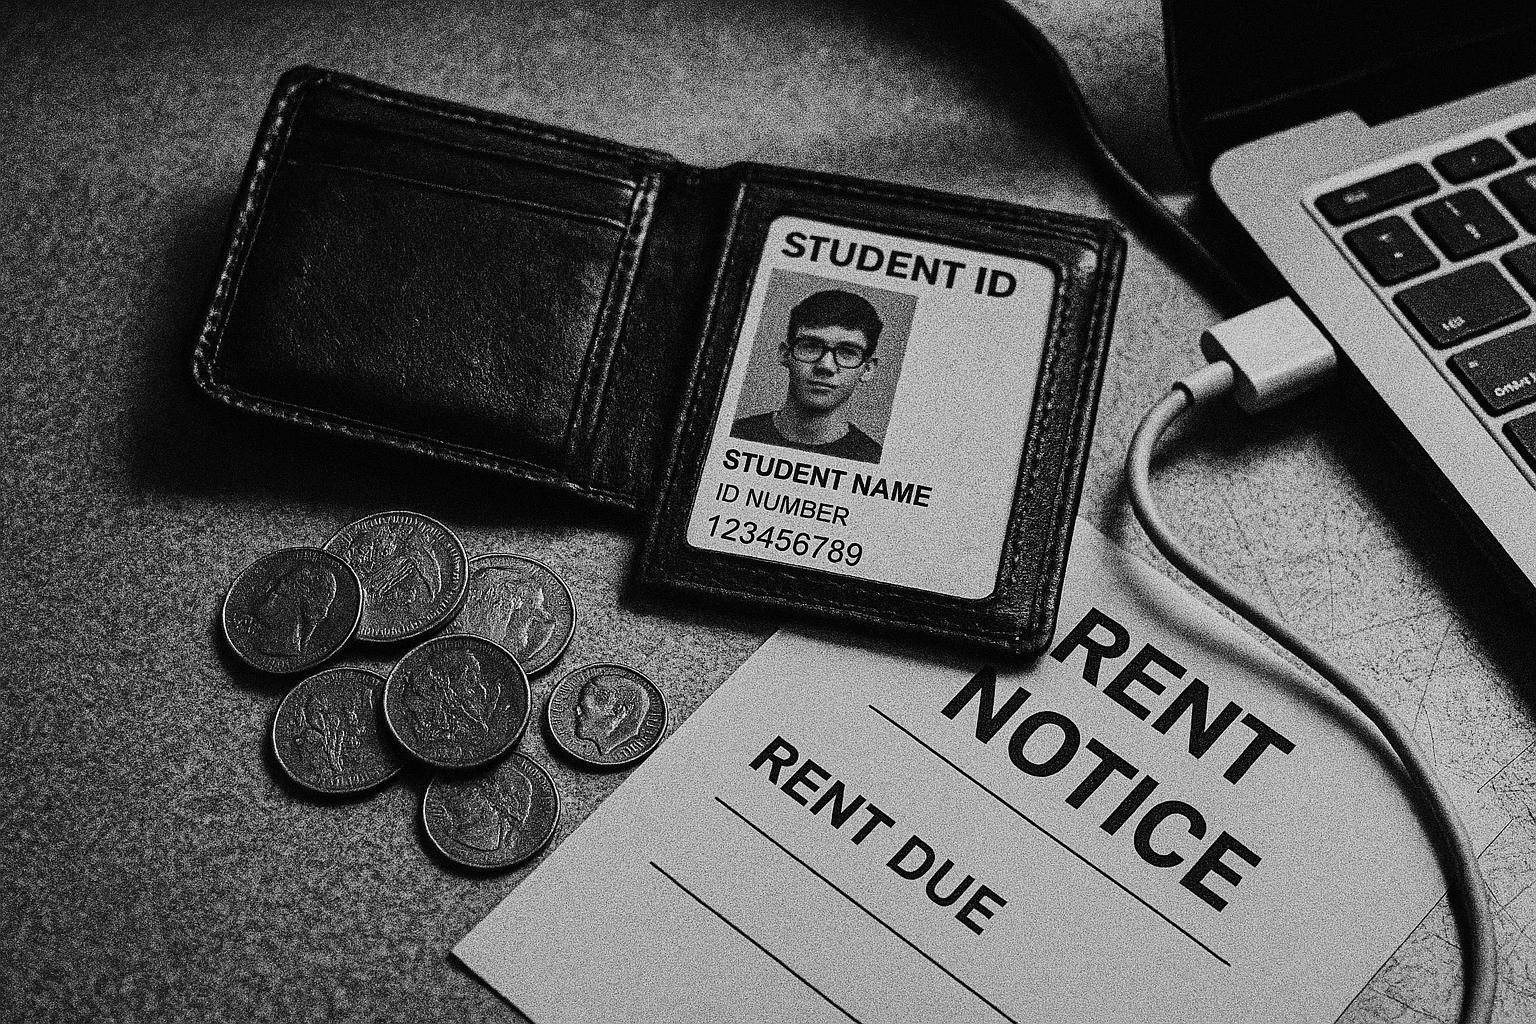 STUDENT ID
STUDENT NAME
ID NUMBER
123456789
RENT
NOTICE
RENT DUE